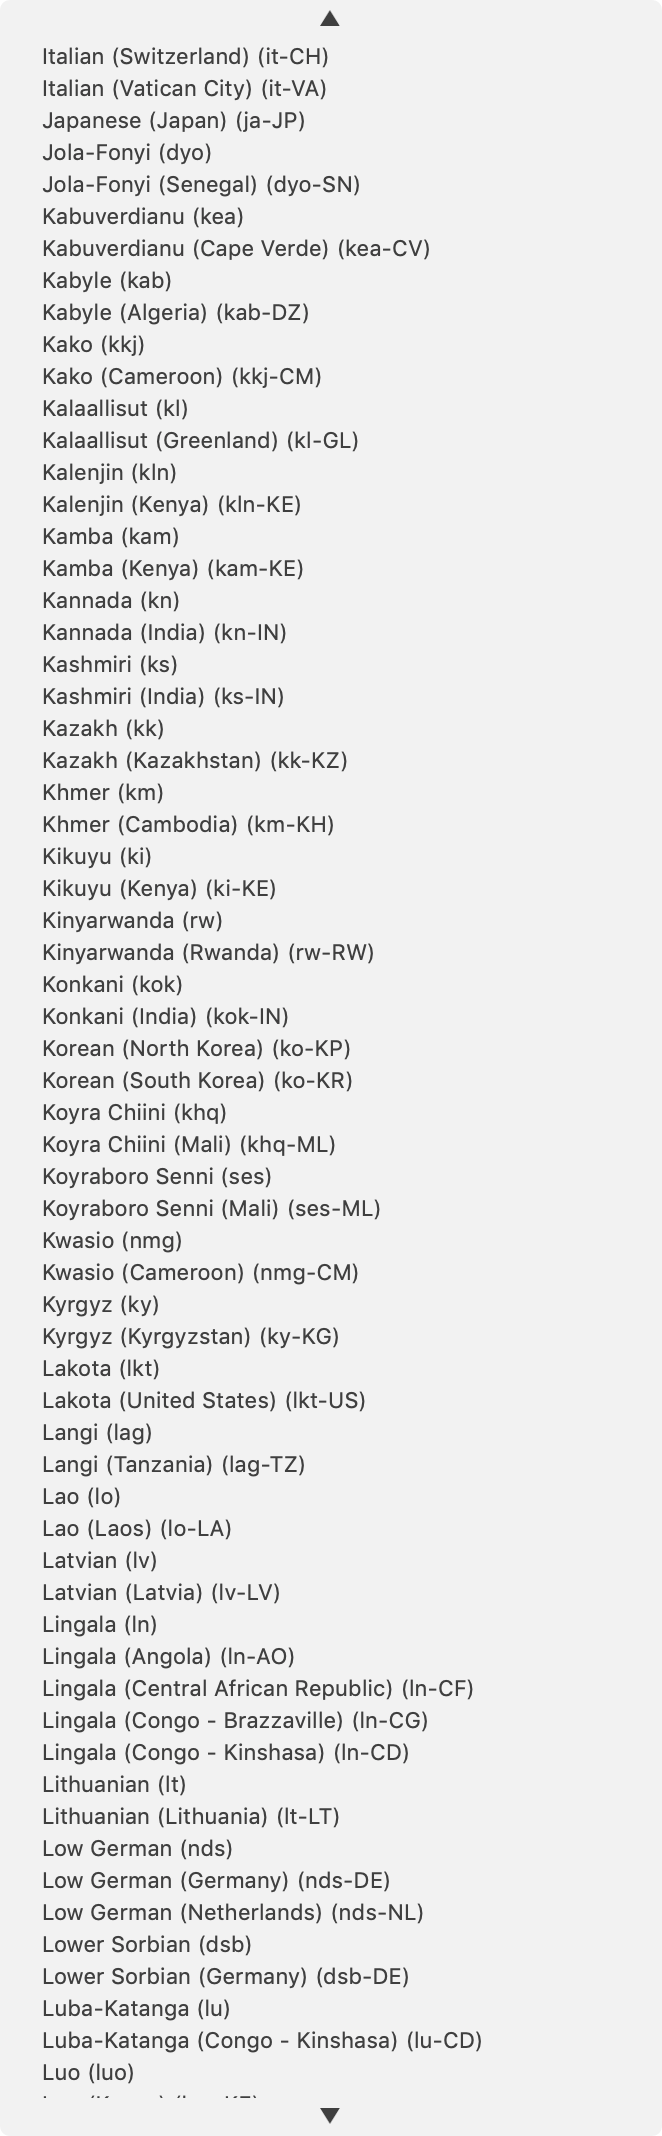 Italian (Switzerland) (it-CH)
Italian (Vatican City) (it-VA)
Japanese (Japan) (ja-JP)
Jola-Fonyi (dyo)
Jola-Fonyi (Senegal) (dyo-SN)
Kabuverdianu (kea)
Kabuverdianu (Cape Verde) (kea-CV)
Kabyle (kab)
Kabyle (Algeria) (kab-DZ)
Kako (kkj)
Kako (Cameroon) (kkj-CM)
Kalaallisut (kl)
Kalaallisut (Greenland) (kl-GL)
Kalenjin (kln)
Kalenjin (Kenya) (kln-KE)
Kamba (kam)
Kamba (Kenya) (kam-KE)
Kannada (kn)
Kannada (India) (kn-IN)
Kashmiri (ks)
Kashmiri (India) (ks-IN)
Kazakh (kk)
Kazakh (Kazakhstan) (kk-KZ)
Khmer (km)
Khmer (Cambodia) (km-KH)
Kikuyu (ki)
Kikuyu (Kenya) (ki-KE)
Kinyarwanda (rw)
Kinyarwanda (Rwanda) (rw-RW)
Konkani (kok)
Konkani (India) (kok-IN)
Korean (North Korea) (ko-KP)
Korean (South Korea) (ko-KR)
Koyra Chiini (khq)
Koyra Chiini (Mali) (khq-ML)
Koyraboro Senni (ses)
Koyraboro Senni (Mali) (ses-ML)
Kwasio (nmg)
Kwasio (Cameroon) (nmg-CM)
Kyrgyz (ky)
Kyrgyz (Kyrgyzstan) (ky-KG)
Lakota (lkt)
Lakota (United States) (lkt-US)
Langi (lag)
Langi (Tanzania) (lag-TZ)
Lao (lo)
Lao (Laos) (lo-LA)
Latvian (lv)
Latvian (Latvia) (lv-LV)
Lingala (ln)
Lingala (Angola) (ln-AO)
Lingala (Central African Republic) (ln-CF)
Lingala (Congo - Brazzaville) (ln-CG)
Lingala (Congo - Kinshasa) (ln-CD)
Lithuanian (lt)
Lithuanian (Lithuania) (lt-LT)
Low German (nds)
Low German (Germany) (nds-DE)
Low German (Netherlands) (nds-NL)
Lower Sorbian (dsb)
Lower Sorbian (Germany) (dsb-DE)
Luba-Katanga (lu)
Luba-Katanga (Congo - Kinshasa) (lu-CD)
Luo (luo)